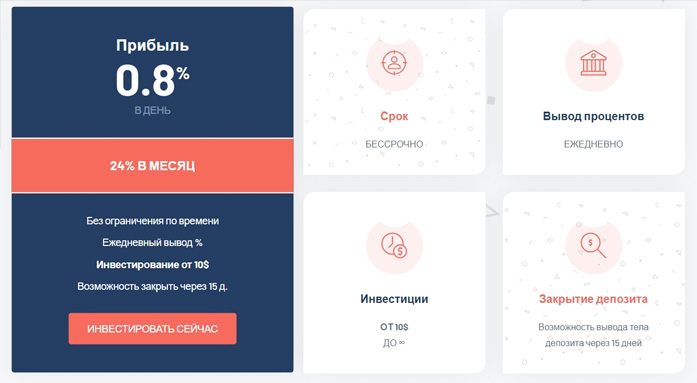 Прибыль
0.8%
В ДЕНЬ
24% В МЕСЯЦ
Без ограничения по времени
Ежедневный вывод %
Инвестирование от 10$
Возможность закрыть через 15 д.
ИНВЕСТИРОВАТЬ СЕЙЧАС
Срок
БЕССРОЧНО
Вывод процентов
ЕЖЕДНЕВНО
$
Инвестиции
ОТ 10$
ДО ∞
$
Закрытие депозита
Возможность вывода тела
депозита через 15 дней